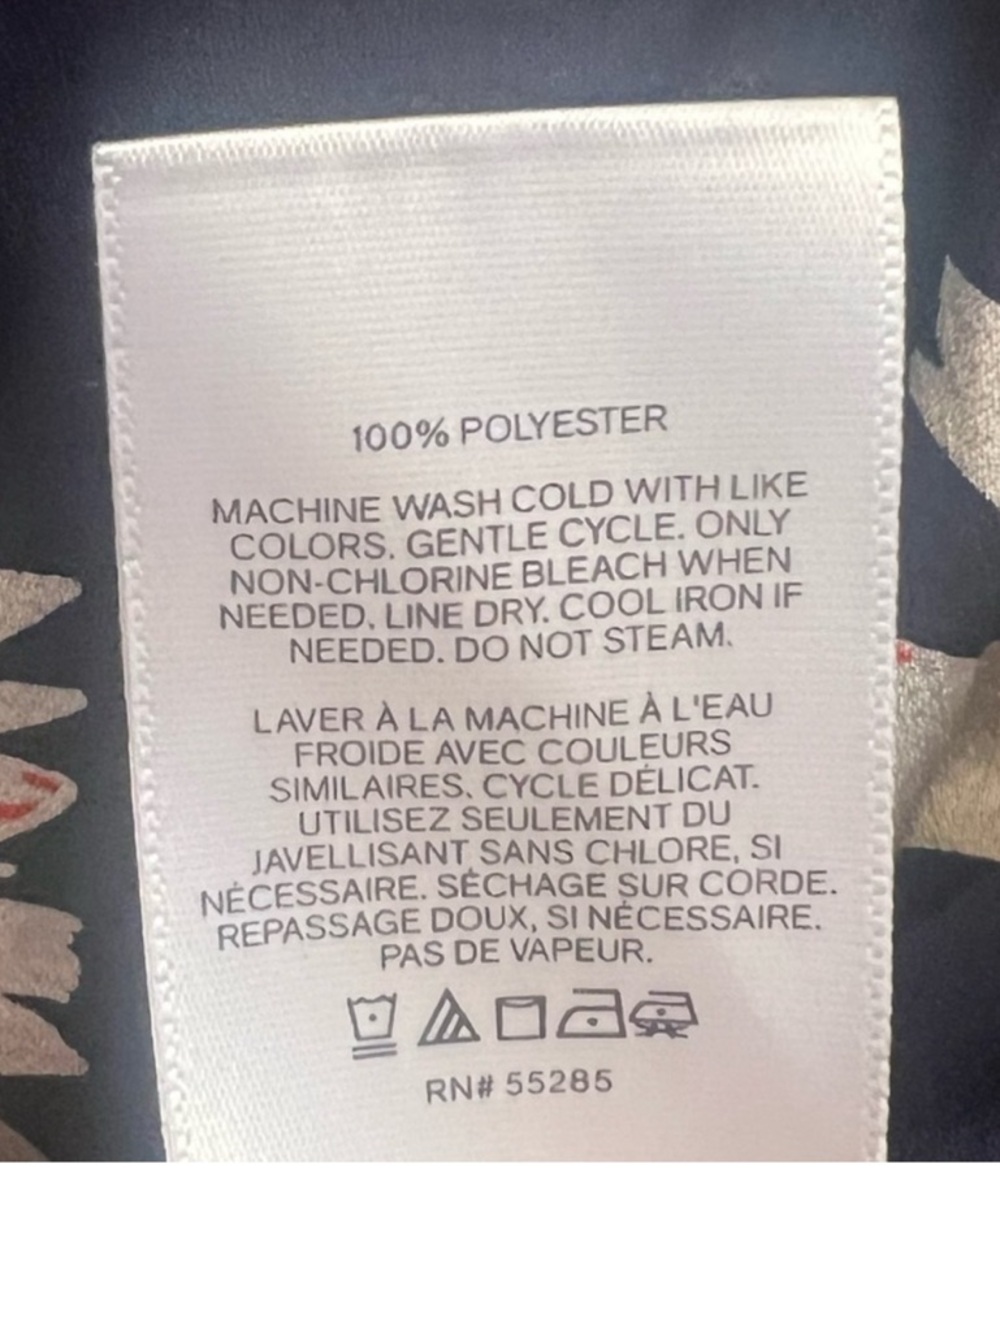 100% POLYESTER
MACHINE WASH COLD WITH LIKE
COLORS. GENTLE CYCLE. ONLY
NON-CHLORINE BLEACH WHEN
NEEDED. LINE DRY. COOL IRON IF
NEEDED. DO NOT STEAM.
LAVER À LA MACHINE À L'EAU
FROIDE AVEC COULEURS
SIMILAIRES. CYCLE DÉLICAT.
UTILISEZ SEULEMENT DU
JAVELLISANT SANS CHLORE, SI
NÉCESSAIRE. SÉCHAGE SUR CORDE.
REPASSAGE DOUX, SI NÉCESSAIRE.
PAS DE VAPEUR.
RN# 55285